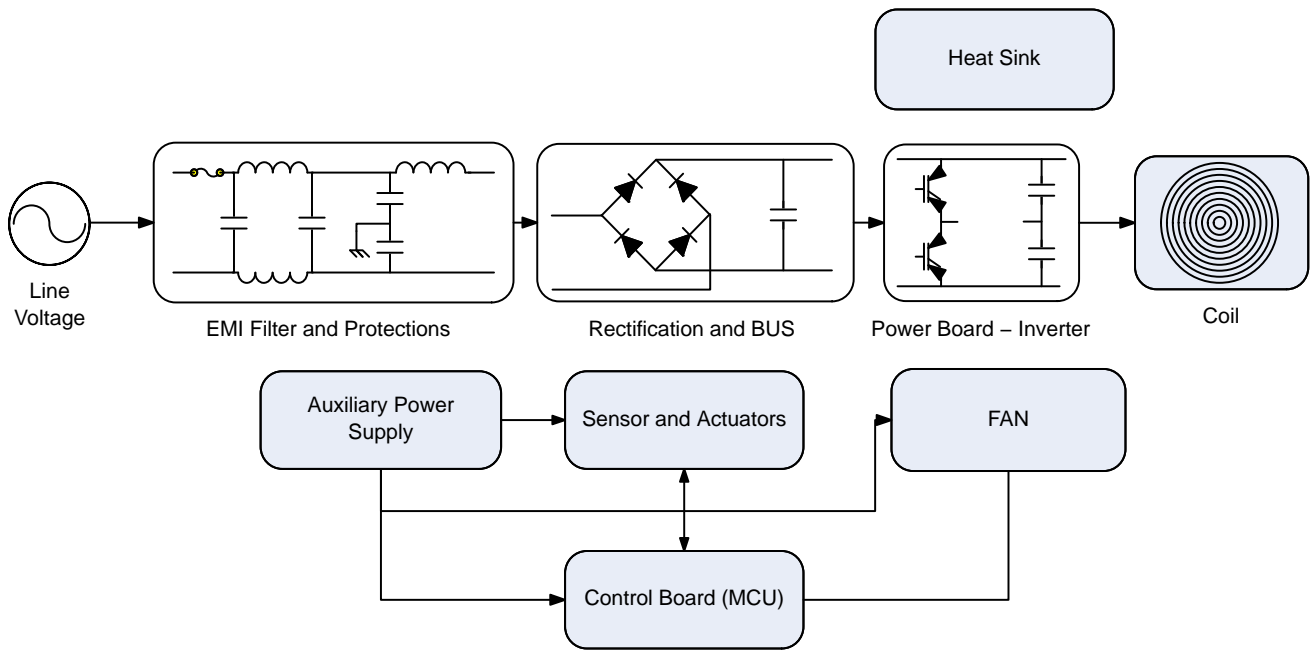 Heat Sink
Line
Voltage
EMI Filter and Protections
Rectification and BUS
Power Board – Inverter
Coil
Auxiliary Power
Supply
Sensor and Actuators
FAN
Control Board (MCU)